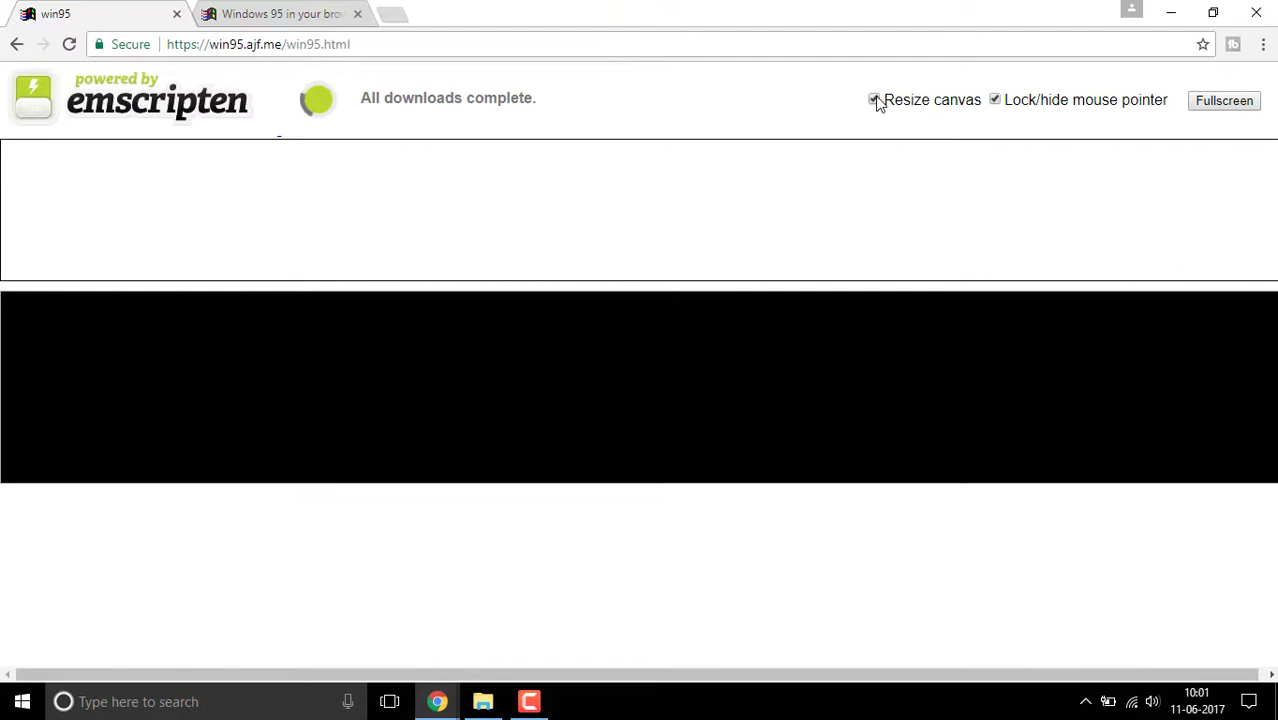 win95
Windows 95 in your bro
Secure
https://win95.ajf.me/win95.html
powered by
emscripten
All downloads complete.
Resize canvas
Lock/hide mouse pointer
Fullscreen
Type here to search
10:01
11-06-2017